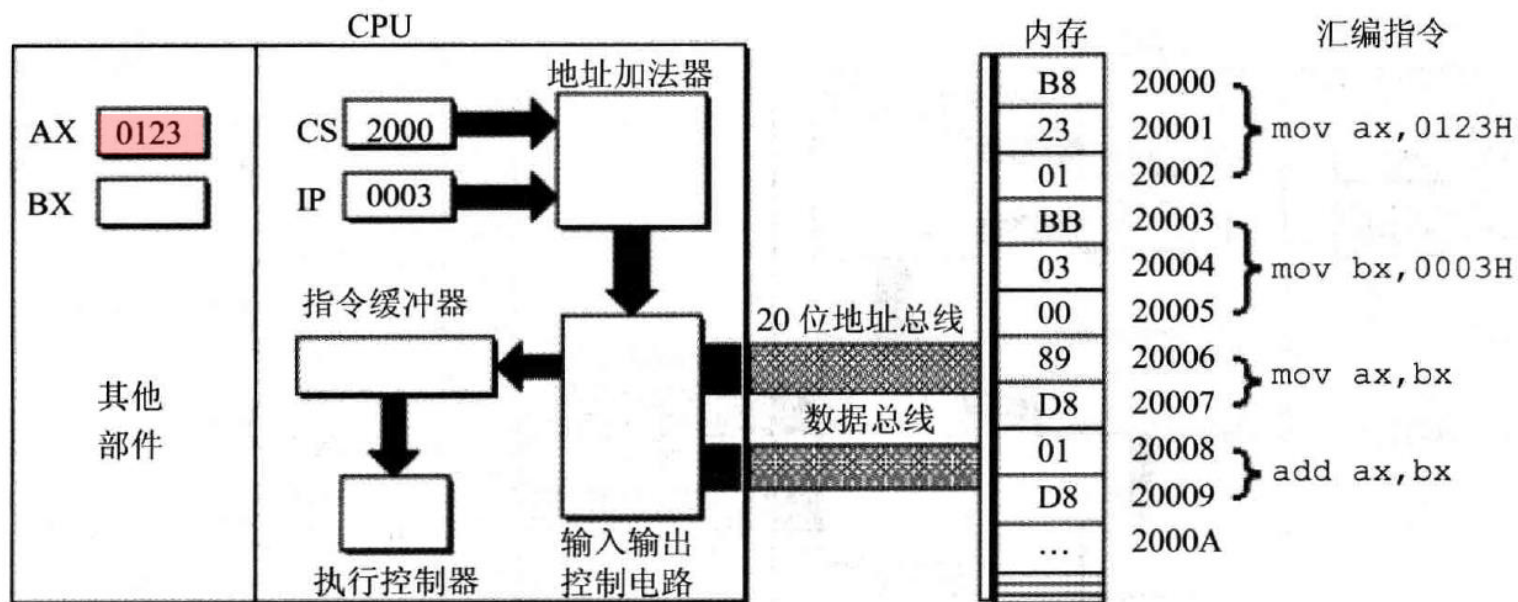 CPU
内存
汇编指令
地址加法器
AX 0123
BX
CS 2000
IP 0003
指令缓冲器
其他
部件
执行控制器
输入输出
控制电路
20 位地址总线
数据总线
B8 20000
23 20001 mov ax,0123H
01 20002
BB 20003
03 20004 mov bx,0003H
00 20005
89 20006
mov ax,bx
D8 20007
01 20008
add ax,bx
D8 20009
… 2000A